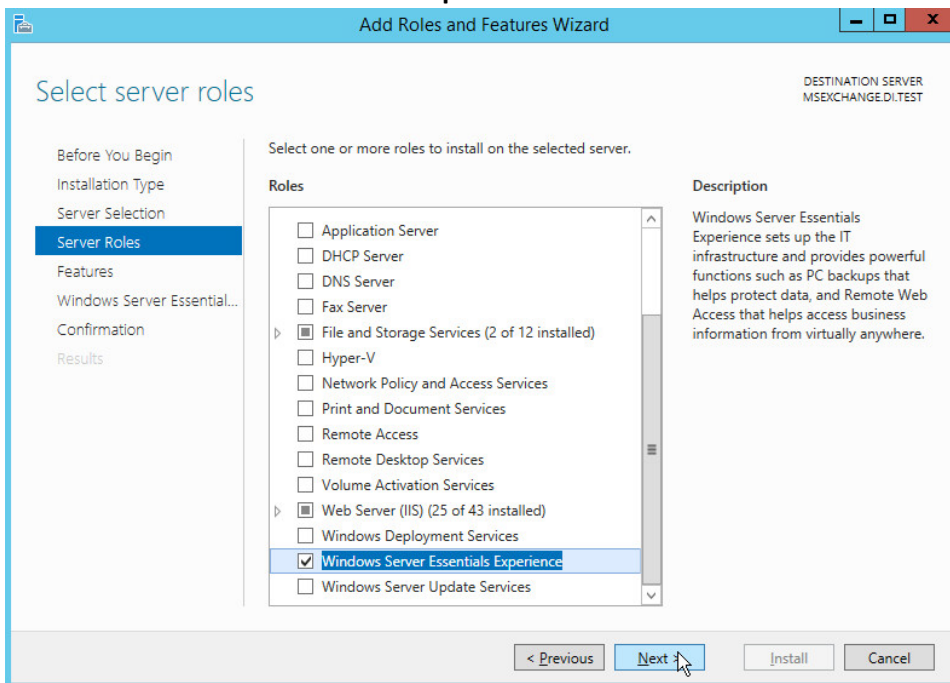 Add Roles and Features Wizard
Select server roles
DESTINATION SERVER
MSEXCHANGE.DI.TEST
Before You Begin
Installation Type
Server Selection
Server Roles
Features
Windows Server Essential...
Confirmation
Results
Select one or more roles to install on the selected server.
Roles
Application Server
DHCP Server
DNS Server
Fax Server
File and Storage Services (2 of 12 installed)
Hyper-V
Network Policy and Access Services
Print and Document Services
Remote Access
Remote Desktop Services
Volume Activation Services
Web Server (IIS) (25 of 43 installed)
Windows Deployment Services
Windows Server Essentials Experience
Windows Server Update Services
Description
Windows Server Essentials
Experience sets up the IT
infrastructure and provides powerful
functions such as PC backups that
helps protect data, and Remote Web
Access that helps access business
information from virtually anywhere.
< Previous
Next >
Install
Cancel